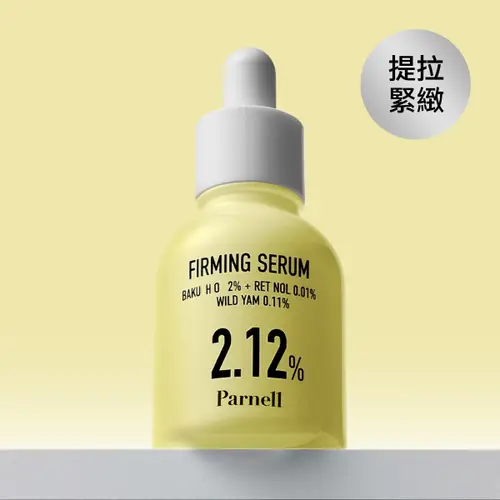 提拉
緊緻
FIRMING SERUM
BAKU H O 2% + RET NOL 0.01%
WILD YAM 0.11%
2.12%
Parnell